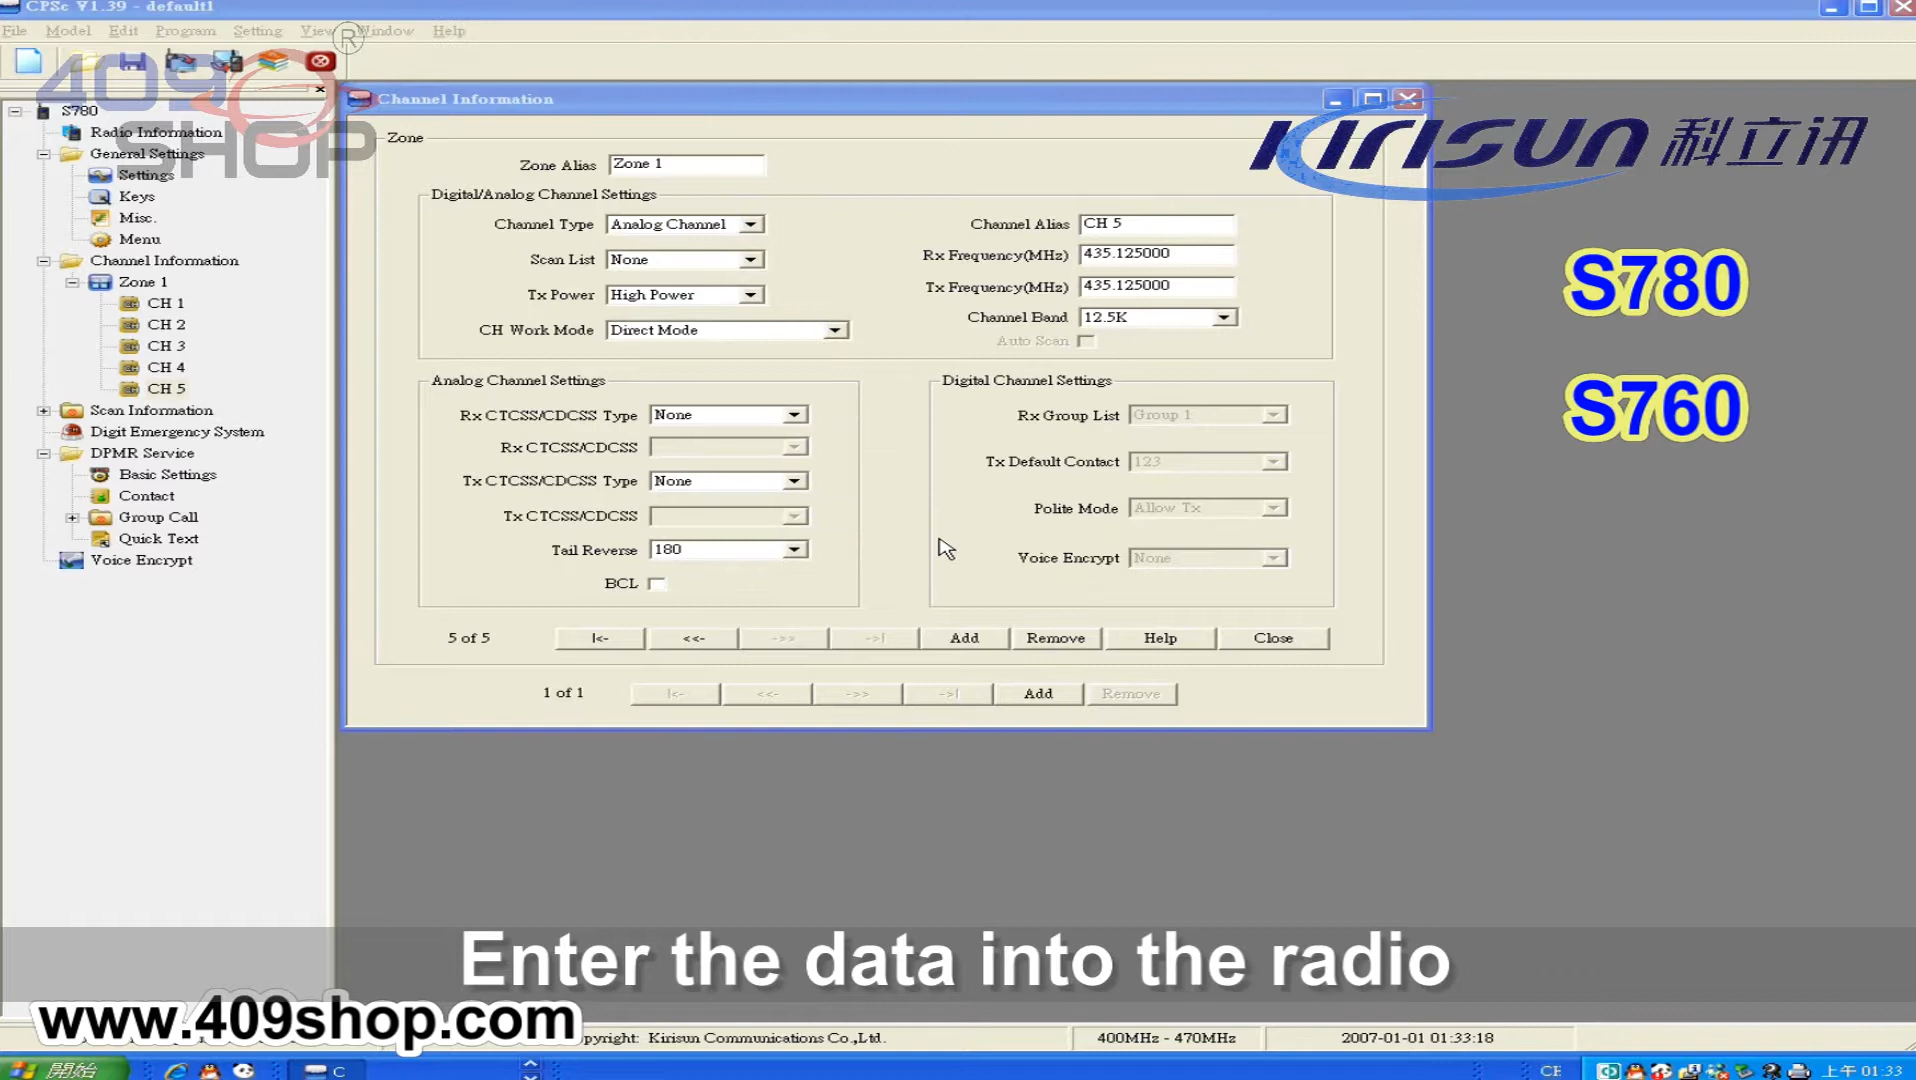 CPSc V1.39 - default1
File Model Edit Program Setting View Window Help
®
409
SHOP
S780
Radio Information
General Settings
Settings
Keys
Misc.
Menu
Channel Information
Zone 1
CH 1
CH 2
CH 3
CH 4
CH 5
Scan Information
Digit Emergency System
DPMR Service
Basic Settings
Contact
Group Call
Quick Text
Voice Encrypt
Channel Information
Kirisun 科立讯
Zone
Zone Alias Zone 1
Digital/Analog Channel Settings
Channel Type Analog Channel
Channel Alias CH 5
Scan List None
Rx Frequency(MHz) 435.125000
Tx Power High Power
Tx Frequency(MHz) 435.125000
CH Work Mode Direct Mode
Channel Band 12.5K
Auto Scan
Analog Channel Settings
Rx CTCSS/CDCSS Type None
Rx CTCSS/CDCSS
Tx CTCSS/CDCSS Type None
Tx CTCSS/CDCSS
Tail Reverse 180
BCL
Digital Channel Settings
Rx Group List Group 1
Tx Default Contact 123
Polite Mode Allow Tx
Voice Encrypt None
5 of 5 |<- <<- ->> ->| Add Remove Help Close
1 of 1 |<- <<- ->> ->| Add Remove
S780
S760
Enter the data into the radio
www.409shop.com
pyright: Kirisun Communications Co.,Ltd. 400MHz - 470MHz 2007-01-01 01:33:18
開始 C CE 上午 01:33